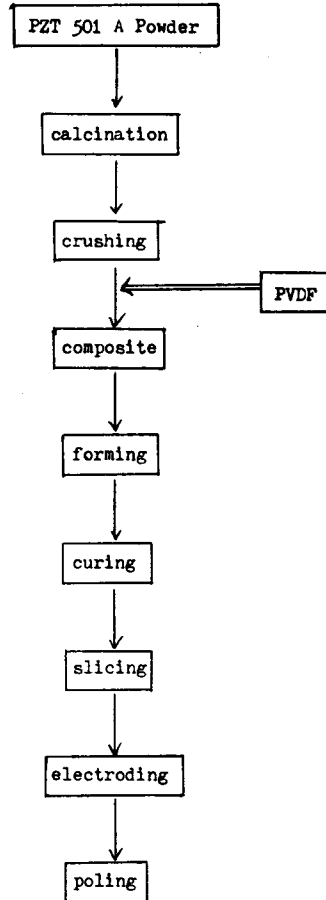 PZT 501 A Powder
calcination
crushing
PVDF
composite
forming
curing
slicing
electroding
poling